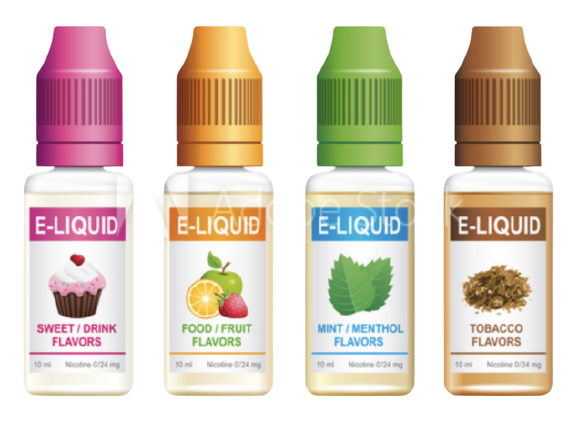 E-LIQUID
SWEET / DRINK
FLAVORS
10 ml Nicotine 0/24 mg
E-LIQUID
FOOD / FRUIT
FLAVORS
10 ml Nicotine 0/24 mg
E-LIQUID
MINT / MENTHOL
FLAVORS
10 ml Nicotine 0/24 mg
E-LIQUID
TOBACCO
FLAVORS
10 ml Nicotine 0/24 mg
Adobe Stock